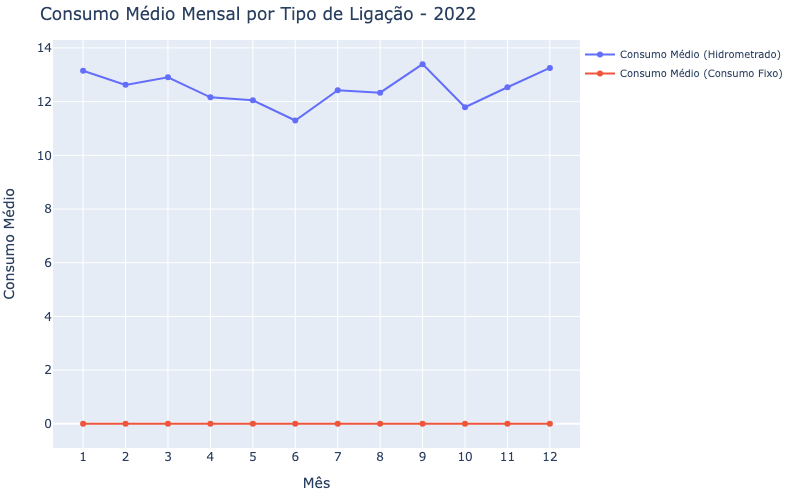 Consumo Médio Mensal por Tipo de Ligação - 2022
Consumo Médio (Hidrometrado)
Consumo Médio (Consumo Fixo)
14
12
10
8
6
4
2
0
Consumo Médio
1 2 3 4 5 6 7 8 9 10 11 12
Mês